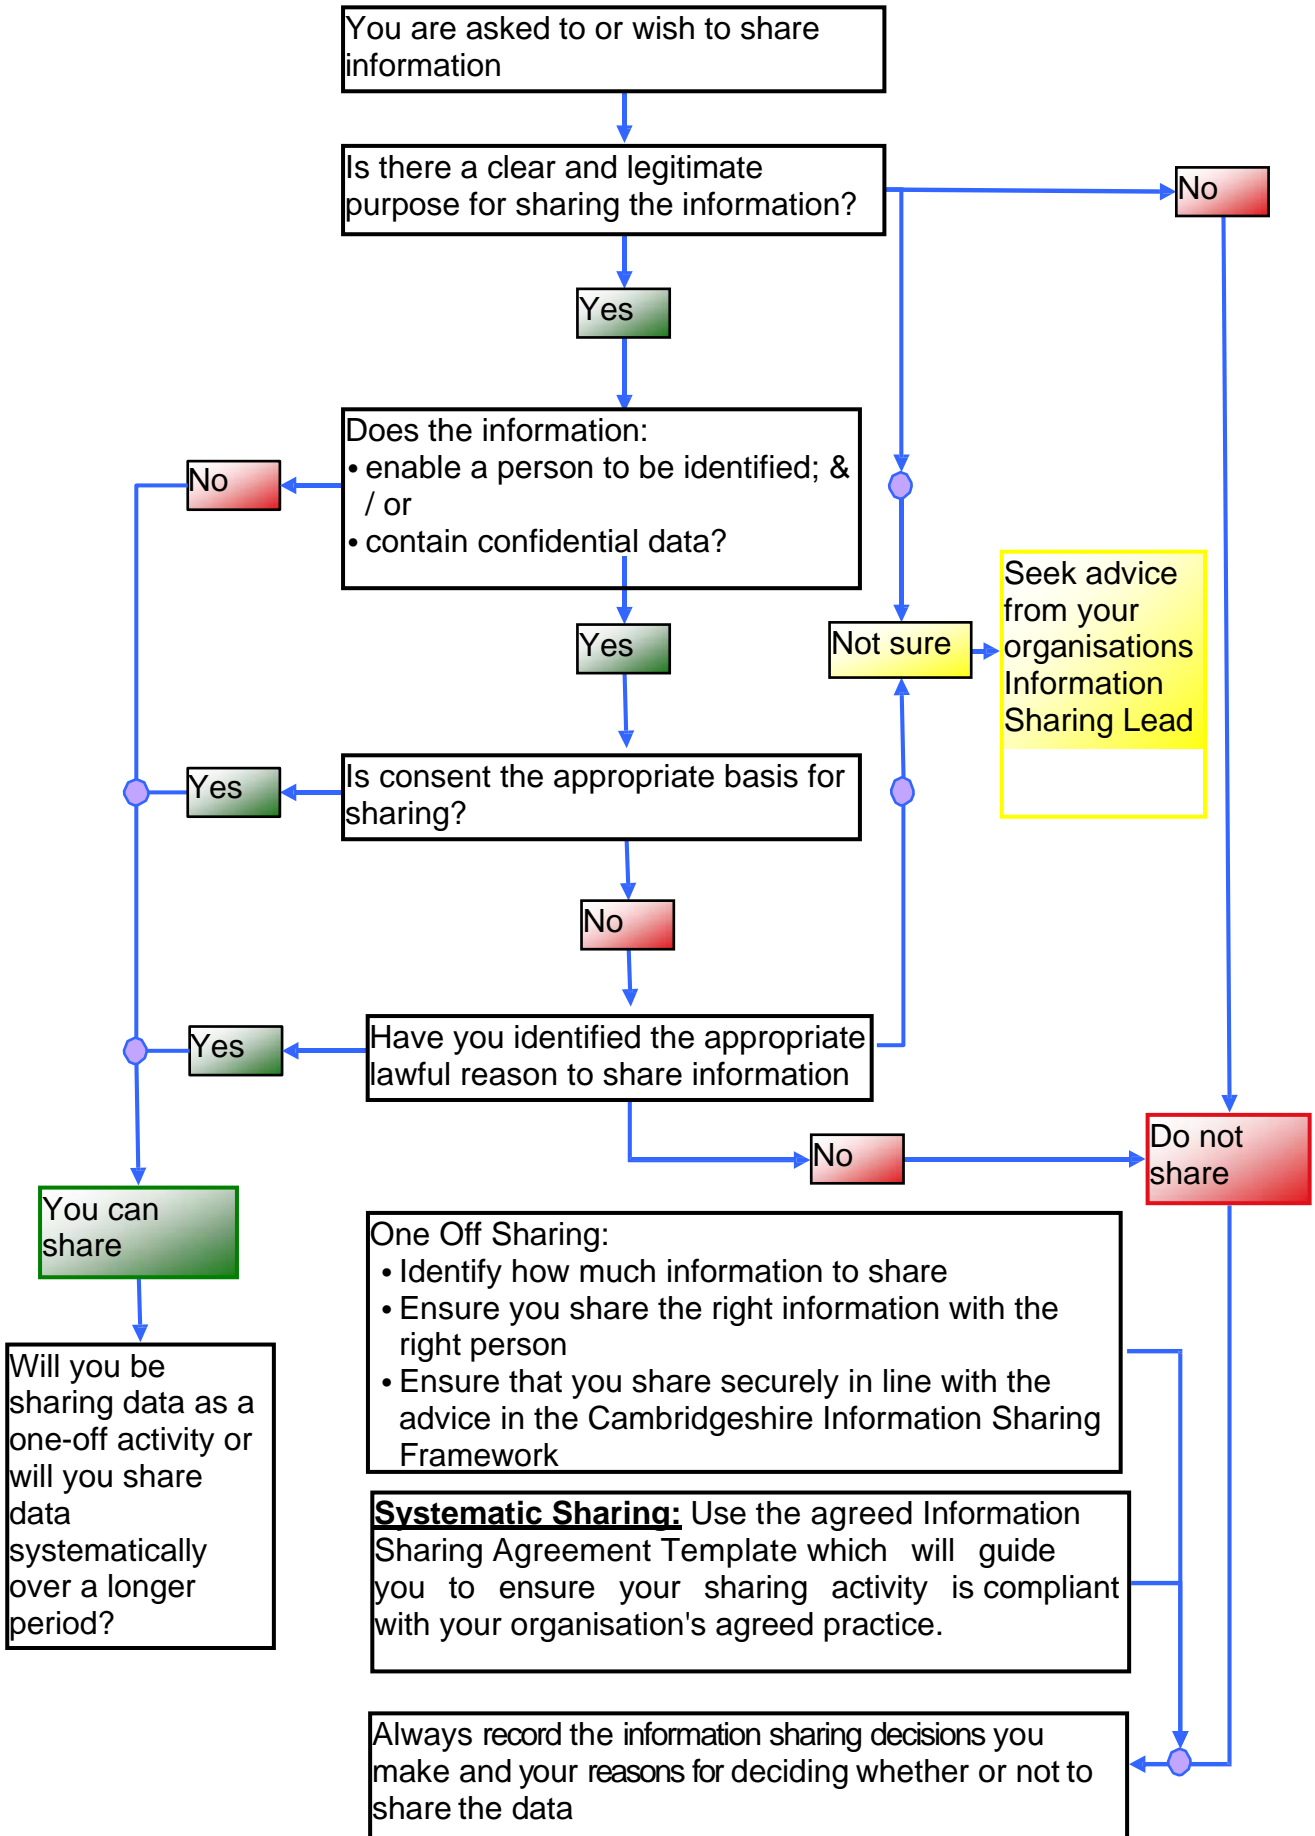 You are asked to or wish to share
information
Is there a clear and legitimate
purpose for sharing the information?
No
Yes
Does the information:
• enable a person to be identified; &
/ or
• contain confidential data?
No
Seek advice
from your
organisations
Information
Sharing Lead
Yes
Not sure
Is consent the appropriate basis for
sharing?
Yes
No
Have you identified the appropriate
lawful reason to share information
Yes
No
Do not
share
You can
share
One Off Sharing:
• Identify how much information to share
• Ensure you share the right information with the
right person
• Ensure that you share securely in line with the
advice in the Cambridgeshire Information Sharing
Framework
Will you be
sharing data as a
one-off activity or
will you share
data
systematically
over a longer
period?
Systematic Sharing: Use the agreed Information
Sharing Agreement Template which will guide
you to ensure your sharing activity is compliant
with your organisation's agreed practice.
Always record the information sharing decisions you
make and your reasons for deciding whether or not to
share the data